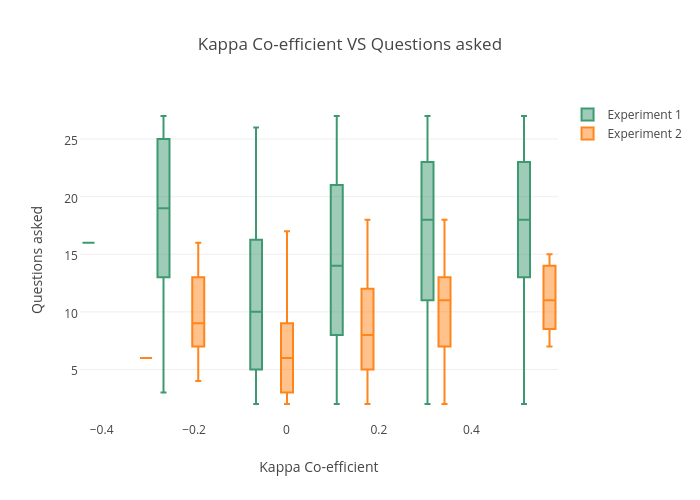 Kappa Co-efficient VS Questions asked
Experiment 1
Experiment 2
Questions asked
25
20
15
10
5
−0.4
−0.2
0
0.2
0.4
Kappa Co-efficient